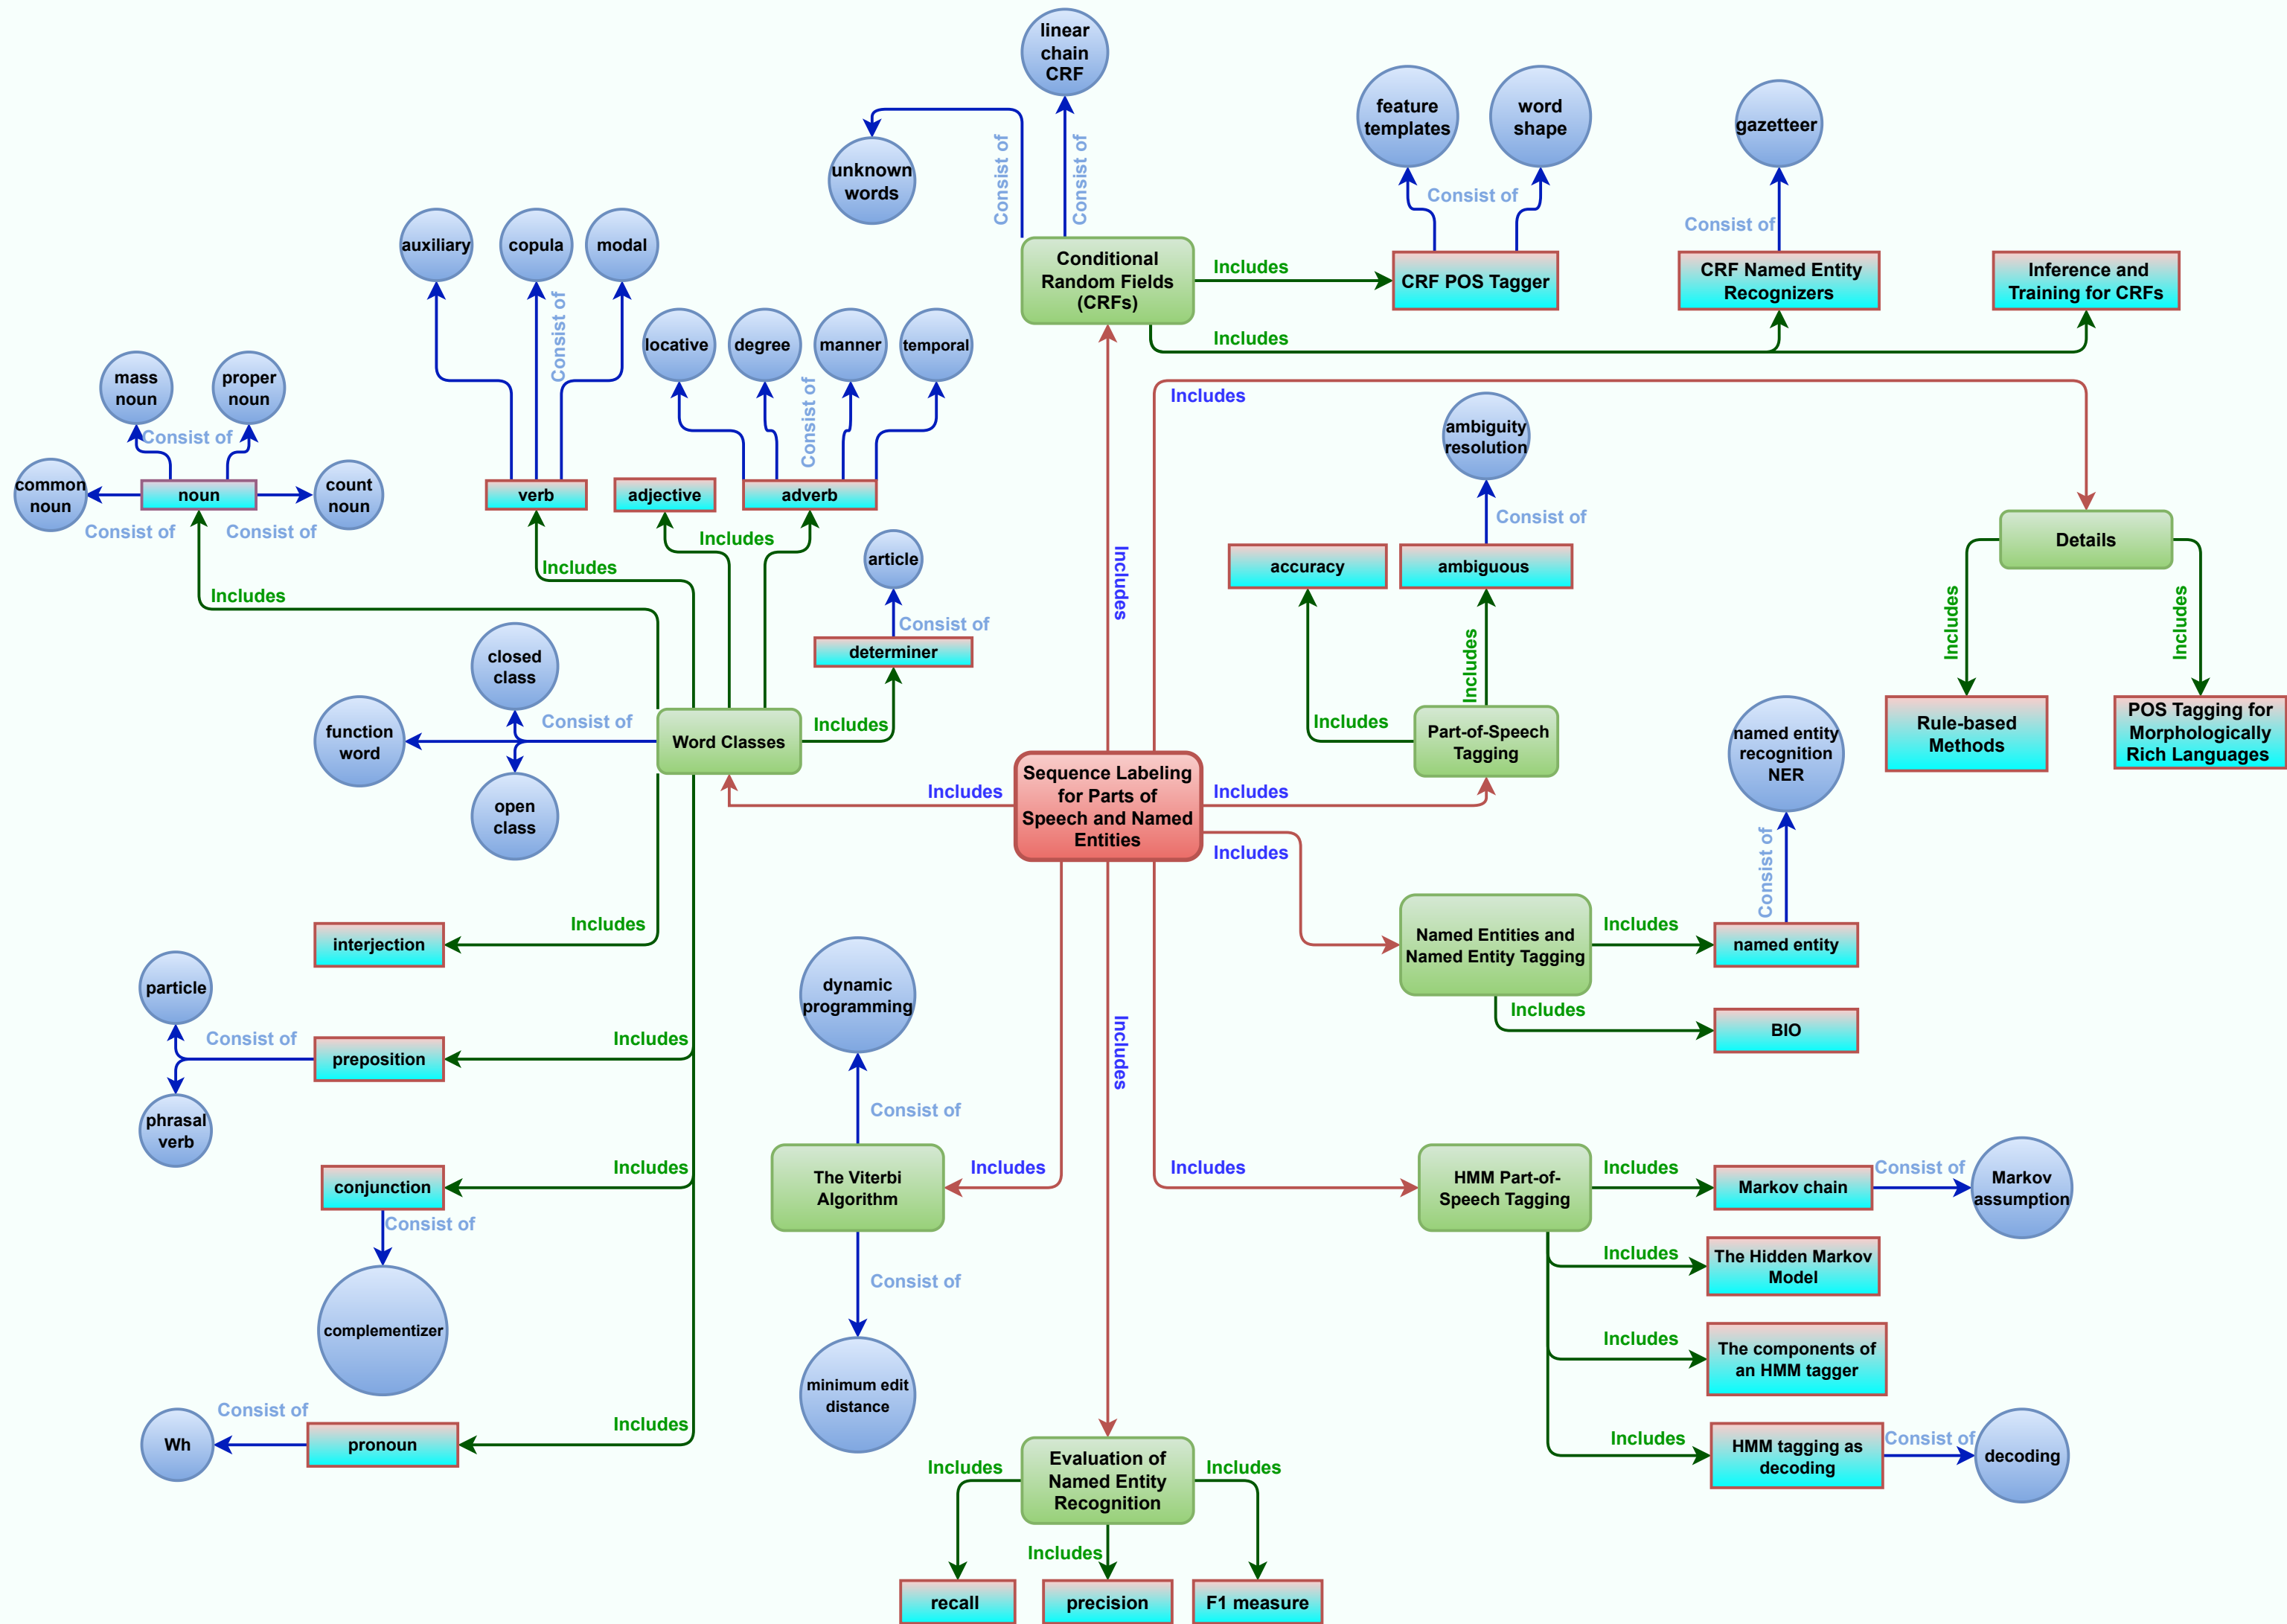 linear
chain
CRF
feature
templates
word
shape
gazetteer
unknown
words
Consist of
Consist of
Consist of
Consist of
auxiliary
copula
modal
Consist of
Conditional
Random Fields
(CRFs)
Includes
CRF POS Tagger
CRF Named Entity
Recognizers
Inference and
Training for CRFs
Includes
locative
degree
manner
temporal
Consist of
mass
noun
proper
noun
Consist of
common
noun
noun
count
noun
Consist of
Consist of
verb
adjective
adverb
Includes
Includes
Includes
article
Consist of
determiner
Includes
ambiguity
resolution
Consist of
accuracy
ambiguous
Includes
Includes
Includes
Part-of-Speech
Tagging
Includes
Details
Includes
Includes
Rule-based
Methods
POS Tagging for
Morphologically
Rich Languages
closed
class
function
word
Consist of
open
class
Word Classes
Includes
Sequence Labeling
for Parts of
Speech and Named
Entities
Includes
Includes
named entity
recognition
NER
Consist of
Named Entities and
Named Entity Tagging
Includes
named entity
Includes
BIO
interjection
Includes
particle
Consist of
preposition
Includes
phrasal
verb
conjunction
Includes
Consist of
complementizer
Wh
Consist of
pronoun
Includes
dynamic
programming
Consist of
The Viterbi
Algorithm
Includes
Consist of
minimum edit
distance
Includes
Includes
HMM Part-of-
Speech Tagging
Includes
Markov chain
Consist of
Markov
assumption
Includes
The Hidden Markov
Model
Includes
The components of
an HMM tagger
Includes
HMM tagging as
decoding
Consist of
decoding
Evaluation of
Named Entity
Recognition
Includes
Includes
Includes
recall
precision
F1 measure